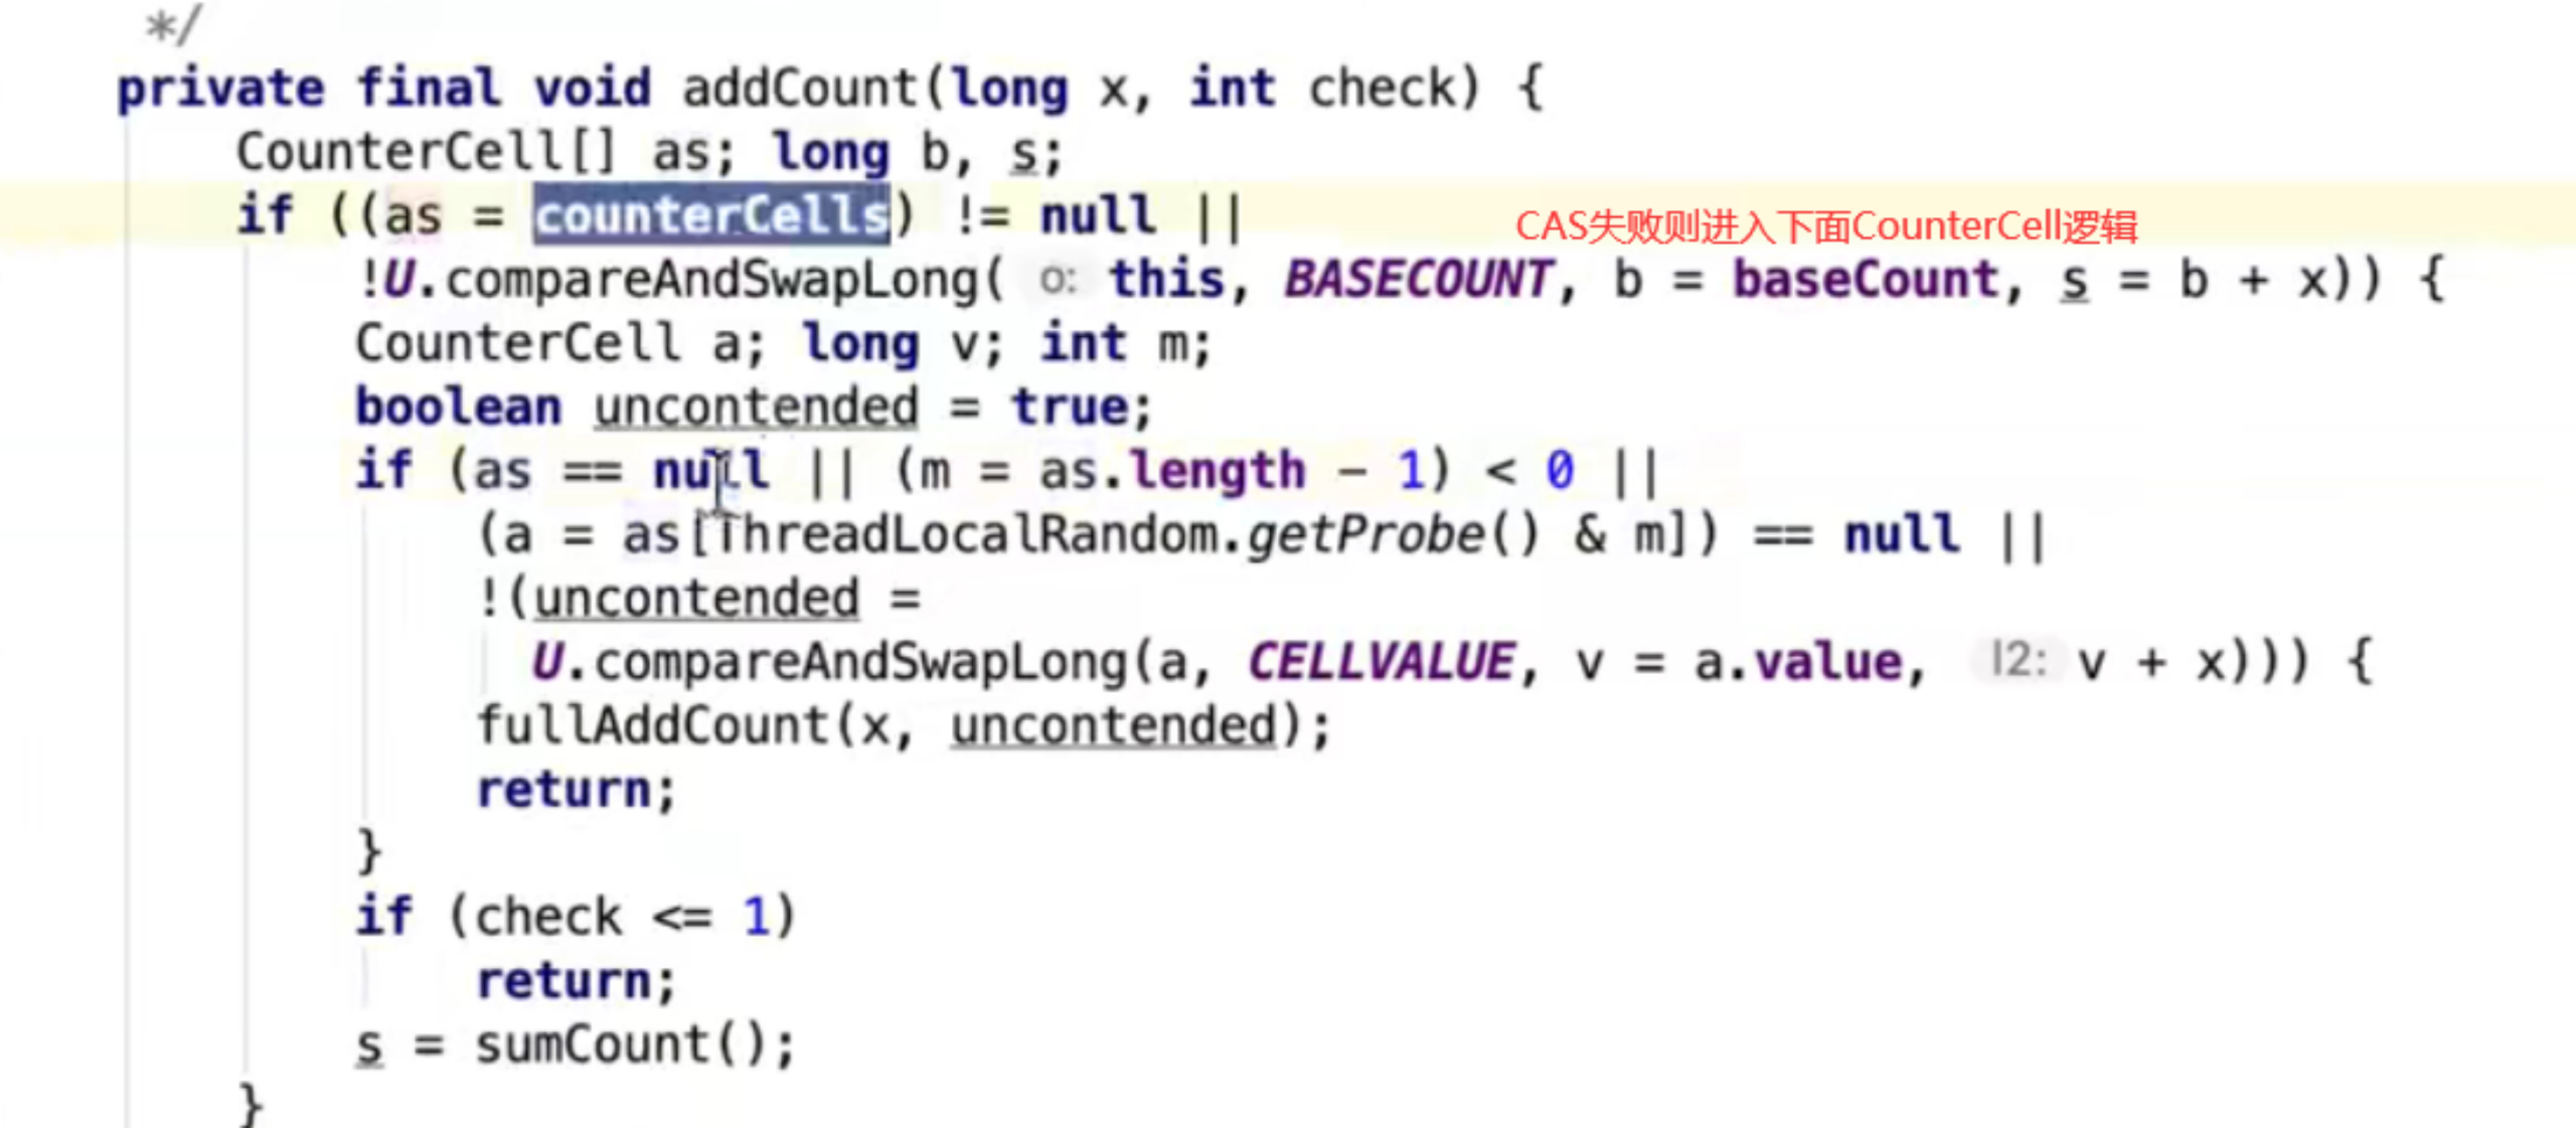 */
private final void addCount(long x, int check) {
CounterCell[] as; long b, s;
if ((as = counterCells) != null ||
CAS失败则进入下面CounterCell逻辑
!U.compareAndSwapLong( o: this, BASECOUNT, b = baseCount, s = b + x)) {
CounterCell a; long v; int m;
boolean uncontended = true;
if (as == null || (m = as.length - 1) < 0 ||
(a = as[ThreadLocalRandom.getProbe() & m]) == null ||
!(uncontended =
U.compareAndSwapLong(a, CELLVALUE, v = a.value, l2: v + x))) {
fullAddCount(x, uncontended);
return;
}
if (check <= 1)
return;
s = sumCount();
}